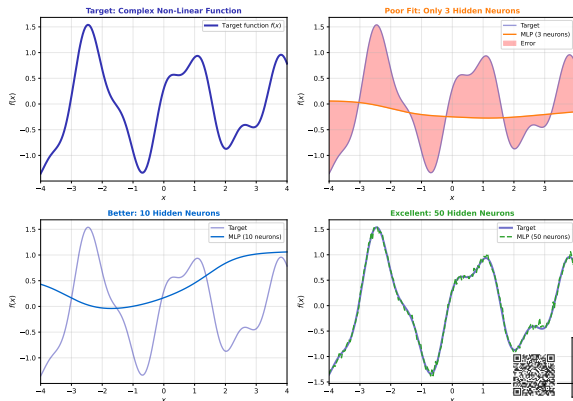 Target: Complex Non-Linear Function
f(x)
1.5
1.0
0.5
0.0
−0.5
−1.0
Target function f(x)
−4 −3 −2 −1 0 1 2 3 4
x
Poor Fit: Only 3 Hidden Neurons
f(x)
1.5
1.0
0.5
0.0
−0.5
−1.0
Target
MLP (3 neurons)
Error
−4 −3 −2 −1 0 1 2 3
x
Better: 10 Hidden Neurons
f(x)
1.5
1.0
0.5
0.0
−0.5
−1.0
Target
MLP (10 neurons)
−4 −3 −2 −1 0 1 2 3 4
x
Excellent: 50 Hidden Neurons
f(x)
1.5
1.0
0.5
0.0
−0.5
−1.0
−1.5
Target
MLP (50 neurons)
−4 −3 −2 −1 0 1 2 3
x